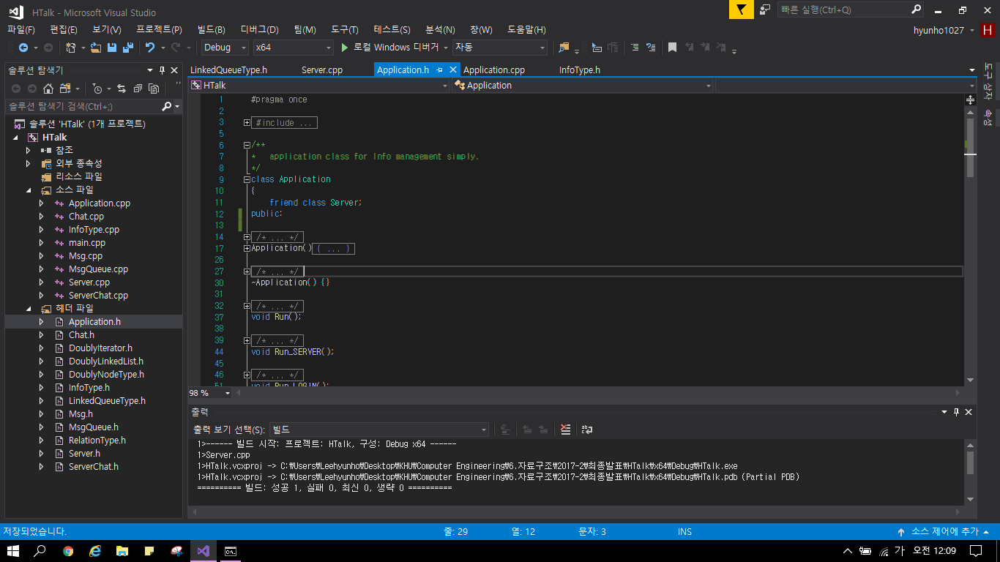 HTalk - Microsoft Visual Studio
빠른 실행(Ctrl+Q)
파일(F) 편집(E) 보기(V) 프로젝트(P) 빌드(B) 디버그(D) 팀(M) 도구(T) 테스트(S) 분석(N) 창(W) 도움말(H)
hyunho1027 H
Debug x64 로컬 Windows 디버거 자동
솔루션 탐색기
솔루션 탐색기 검색(Ctrl+;)
솔루션 'HTalk' (1개 프로젝트)
HTalk
참조
외부 종속성
리소스 파일
소스 파일
Application.cpp
Chat.cpp
InfoType.cpp
main.cpp
Msg.cpp
MsgQueue.cpp
Server.cpp
ServerChat.cpp
헤더 파일
Application.h
Chat.h
DoublyIterator.h
DoublyLinkedList.h
DoublyNodeType.h
InfoType.h
LinkedQueueType.h
Msg.h
MsgQueue.h
RelationType.h
Server.h
ServerChat.h
LinkedQueueType.h Server.cpp Application.h Application.cpp InfoType.h
HTalk Application
1 #pragma once
2
3 #include ...
5
6 /**
7 * application class for Info management simply.
8 */
9 class Application
10 {
11 friend class Server;
12 public:
13
14 /* ... */
17 Application() { ... }
26
27 /* ... */
30 ~Application() {}
31
32 /* ... */
37 void Run();
38
39 /* ... */
44 void Run_SERVER();
45
46 /* ... */
51 void Run_LOGIN();
98 %
출력
출력 보기 선택(S): 빌드
1>------ 빌드 시작: 프로젝트: HTalk, 구성: Debug x64 ------
1>Server.cpp
1>HTalk.vcxproj -> C:₩Users₩Leehyunho₩Desktop₩KHU₩Computer Engineering₩6.자료구조₩2017-2₩최종발표₩HTalk₩x64₩Debug₩HTalk.exe
1>HTalk.vcxproj -> C:₩Users₩Leehyunho₩Desktop₩KHU₩Computer Engineering₩6.자료구조₩2017-2₩최종발표₩HTalk₩x64₩Debug₩HTalk.pdb (Partial PDB)
========== 빌드: 성공 1, 실패 0, 최신 0, 생략 0 ==========
도구 상자
속성
저장되었습니다. 줄: 29 열: 12 문자: 3 INS 소스 제어에 추가
가 오전 12:09